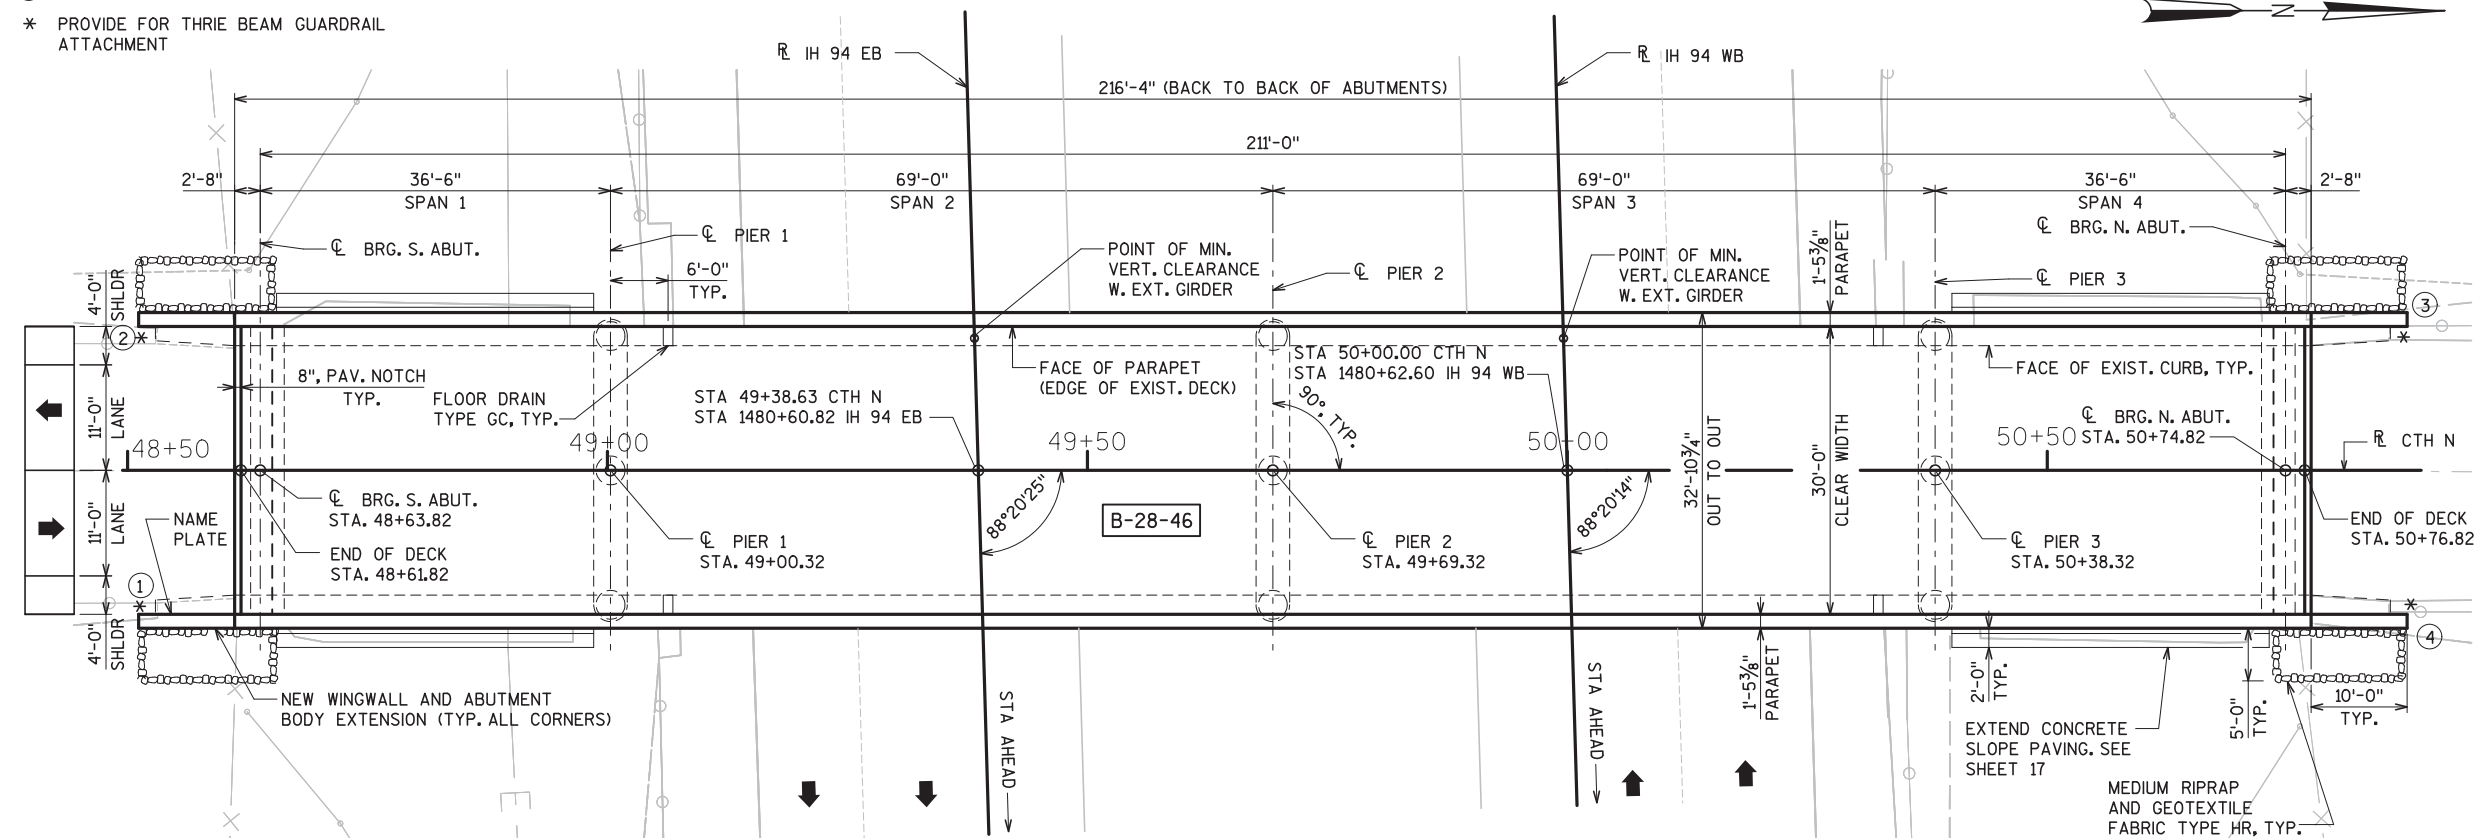 * PROVIDE FOR THRIE BEAM GUARDRAIL
ATTACHMENT
N
℞ IH 94 EB
℞ IH 94 WB
216'-4" (BACK TO BACK OF ABUTMENTS)
211'-0"
2'-8"
36'-6"
SPAN 1
69'-0"
SPAN 2
69'-0"
SPAN 3
36'-6"
SPAN 4
2'-8"
℄ BRG. S. ABUT.
℄ PIER 1
6'-0"
TYP.
POINT OF MIN.
VERT. CLEARANCE
W. EXT. GIRDER
℄ PIER 2
POINT OF MIN.
VERT. CLEARANCE
W. EXT. GIRDER
1'-5⅜"
PARAPET
℄ PIER 3
℄ BRG. N. ABUT.
4'-0"
SHLDR
2
*
3
*
8", PAV. NOTCH
TYP.
FLOOR DRAIN
TYPE GC, TYP.
FACE OF PARAPET
(EDGE OF EXIST. DECK)
STA 50+00.00 CTH N
STA 1480+62.60 IH 94 WB
FACE OF EXIST. CURB, TYP.
STA 49+38.63 CTH N
STA 1480+60.82 IH 94 EB
90°, TYP.
11'-0"
LANE
48+50
49+00
49+50
50+00
50+50
℄ BRG. N. ABUT.
STA. 50+74.82
℞ CTH N
32'-10¾"
OUT TO OUT
30'-0"
CLEAR WIDTH
11'-0"
LANE
NAME
PLATE
℄ BRG. S. ABUT.
STA. 48+63.82
END OF DECK
STA. 48+61.82
℄ PIER 1
STA. 49+00.32
88°20'25"
B-28-46
℄ PIER 2
STA. 49+69.32
88°20'14"
℄ PIER 3
STA. 50+38.32
END OF DECK
STA. 50+76.82
1
*
*
4
4'-0"
SHLDR
NEW WINGWALL AND ABUTMENT
BODY EXTENSION (TYP. ALL CORNERS)
STA AHEAD
STA AHEAD
1'-5⅜"
PARAPET
2'-0"
TYP.
5'-0"
TYP.
10'-0"
TYP.
EXTEND CONCRETE
SLOPE PAVING. SEE
SHEET 17
MEDIUM RIPRAP
AND GEOTEXTILE
FABRIC TYPE HR, TYP.
E